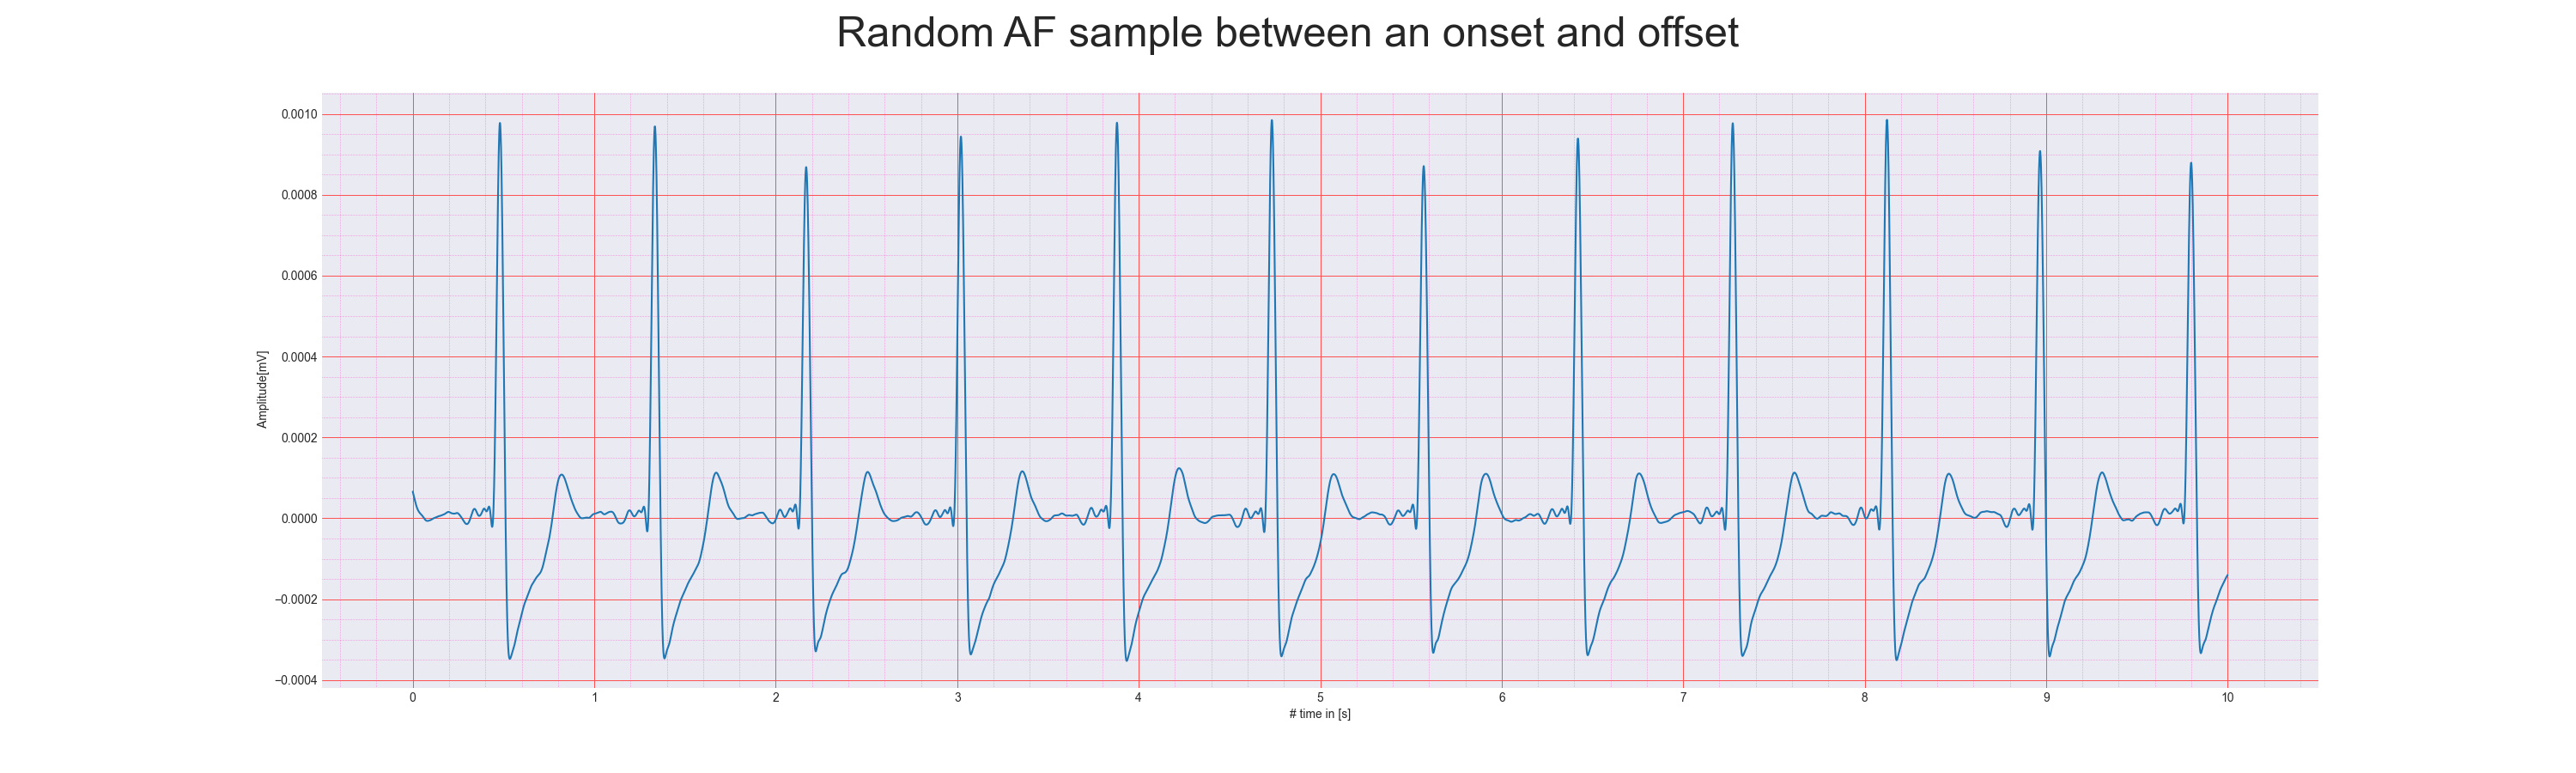 Random AF sample between an onset and offset
0.0010
0.0008
0.0006
0.0004
0.0002
0.0000
−0.0002
−0.0004
Amplitude[mV]
0 1 2 3 4 5 6 7 8 9 10
# time in [s]